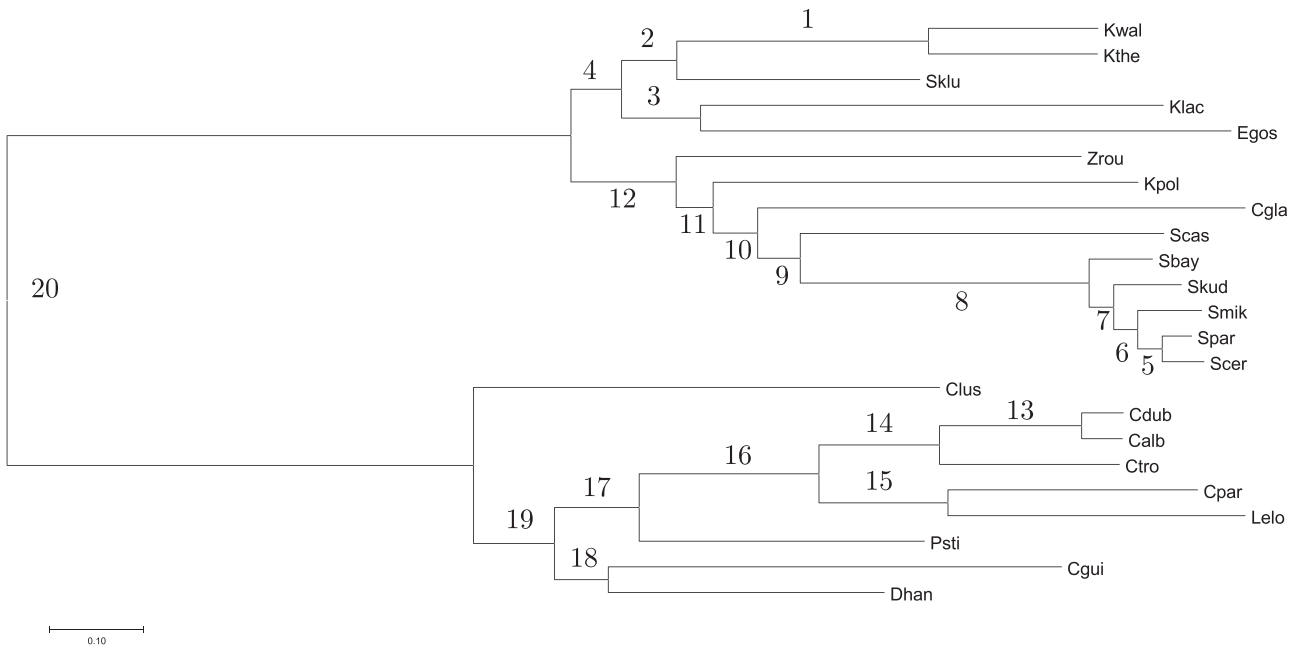 1
Kwal
2
Kthe
4
Sklu
3
Klac
Egos
Zrou
12
Kpol
11
Cgla
10
Scas
9
Sbay
20
Skud
8
7
Smik
6
Spar
5
Scer
Clus
13
Cdub
14
Calb
16
Ctro
15
17
Cpar
19
Lelo
Psti
18
Cgui
Dhan
0.10